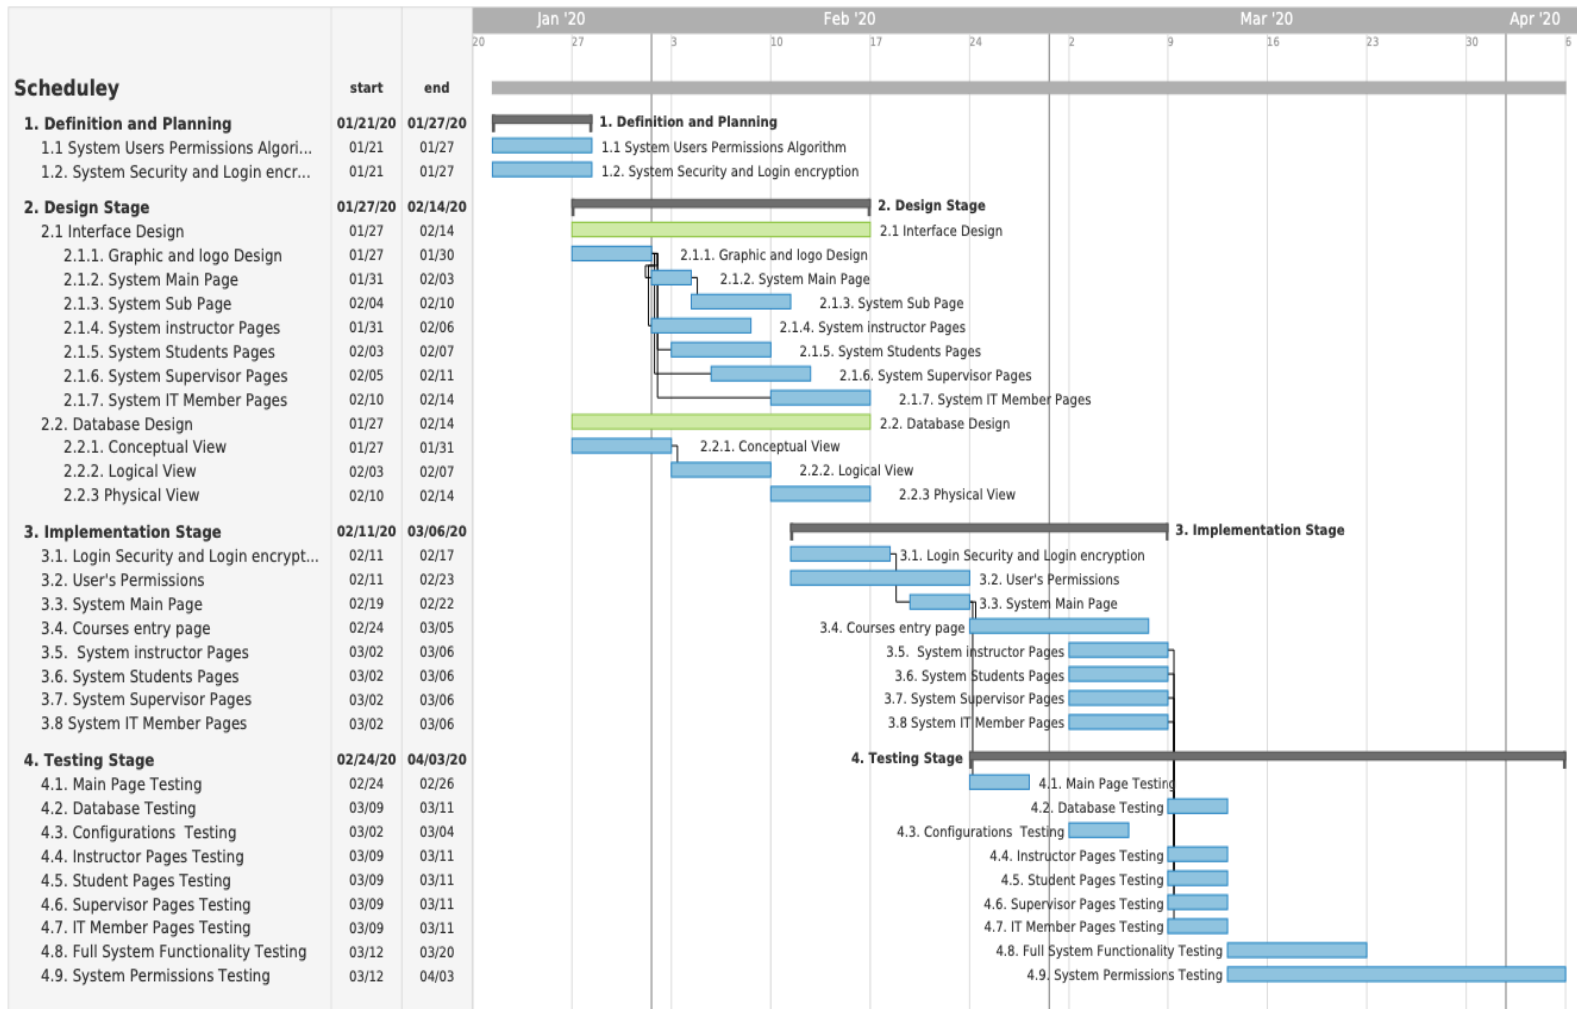 Jan '20 Feb '20 Mar '20 Apr '20
20 27 3 10 17 24 2 9 16 23 30 6
Scheduley start end
1. Definition and Planning 01/21/20 01/27/20 1. Definition and Planning
1.1 System Users Permissions Algori... 01/21 01/27 1.1 System Users Permissions Algorithm
1.2. System Security and Login encr... 01/21 01/27 1.2. System Security and Login encryption
2. Design Stage 01/27/20 02/14/20 2. Design Stage
2.1 Interface Design 01/27 02/14 2.1 Interface Design
2.1.1. Graphic and logo Design 01/27 01/30 2.1.1. Graphic and logo Design
2.1.2. System Main Page 01/31 02/03 2.1.2. System Main Page
2.1.3. System Sub Page 02/04 02/10 2.1.3. System Sub Page
2.1.4. System instructor Pages 01/31 02/06 2.1.4. System instructor Pages
2.1.5. System Students Pages 02/03 02/07 2.1.5. System Students Pages
2.1.6. System Supervisor Pages 02/05 02/11 2.1.6. System Supervisor Pages
2.1.7. System IT Member Pages 02/10 02/14 2.1.7. System IT Member Pages
2.2. Database Design 01/27 02/14 2.2. Database Design
2.2.1. Conceptual View 01/27 01/31 2.2.1. Conceptual View
2.2.2. Logical View 02/03 02/07 2.2.2. Logical View
2.2.3 Physical View 02/10 02/14 2.2.3 Physical View
3. Implementation Stage 02/11/20 03/06/20 3. Implementation Stage
3.1. Login Security and Login encrypt... 02/11 02/17 3.1. Login Security and Login encryption
3.2. User's Permissions 02/11 02/23 3.2. User's Permissions
3.3. System Main Page 02/19 02/22 3.3. System Main Page
3.4. Courses entry page 02/24 03/05 3.4. Courses entry page
3.5.  System instructor Pages 03/02 03/06 3.5.  System instructor Pages
3.6. System Students Pages 03/02 03/06 3.6. System Students Pages
3.7. System Supervisor Pages 03/02 03/06 3.7. System Supervisor Pages
3.8 System IT Member Pages 03/02 03/06 3.8 System IT Member Pages
4. Testing Stage 02/24/20 04/03/20 4. Testing Stage
4.1. Main Page Testing 02/24 02/26 4.1. Main Page Testing
4.2. Database Testing 03/09 03/11 4.2. Database Testing
4.3. Configurations  Testing 03/02 03/04 4.3. Configurations  Testing
4.4. Instructor Pages Testing 03/09 03/11 4.4. Instructor Pages Testing
4.5. Student Pages Testing 03/09 03/11 4.5. Student Pages Testing
4.6. Supervisor Pages Testing 03/09 03/11 4.6. Supervisor Pages Testing
4.7. IT Member Pages Testing 03/09 03/11 4.7. IT Member Pages Testing
4.8. Full System Functionality Testing 03/12 03/20 4.8. Full System Functionality Testing
4.9. System Permissions Testing 03/12 04/03 4.9. System Permissions Testing